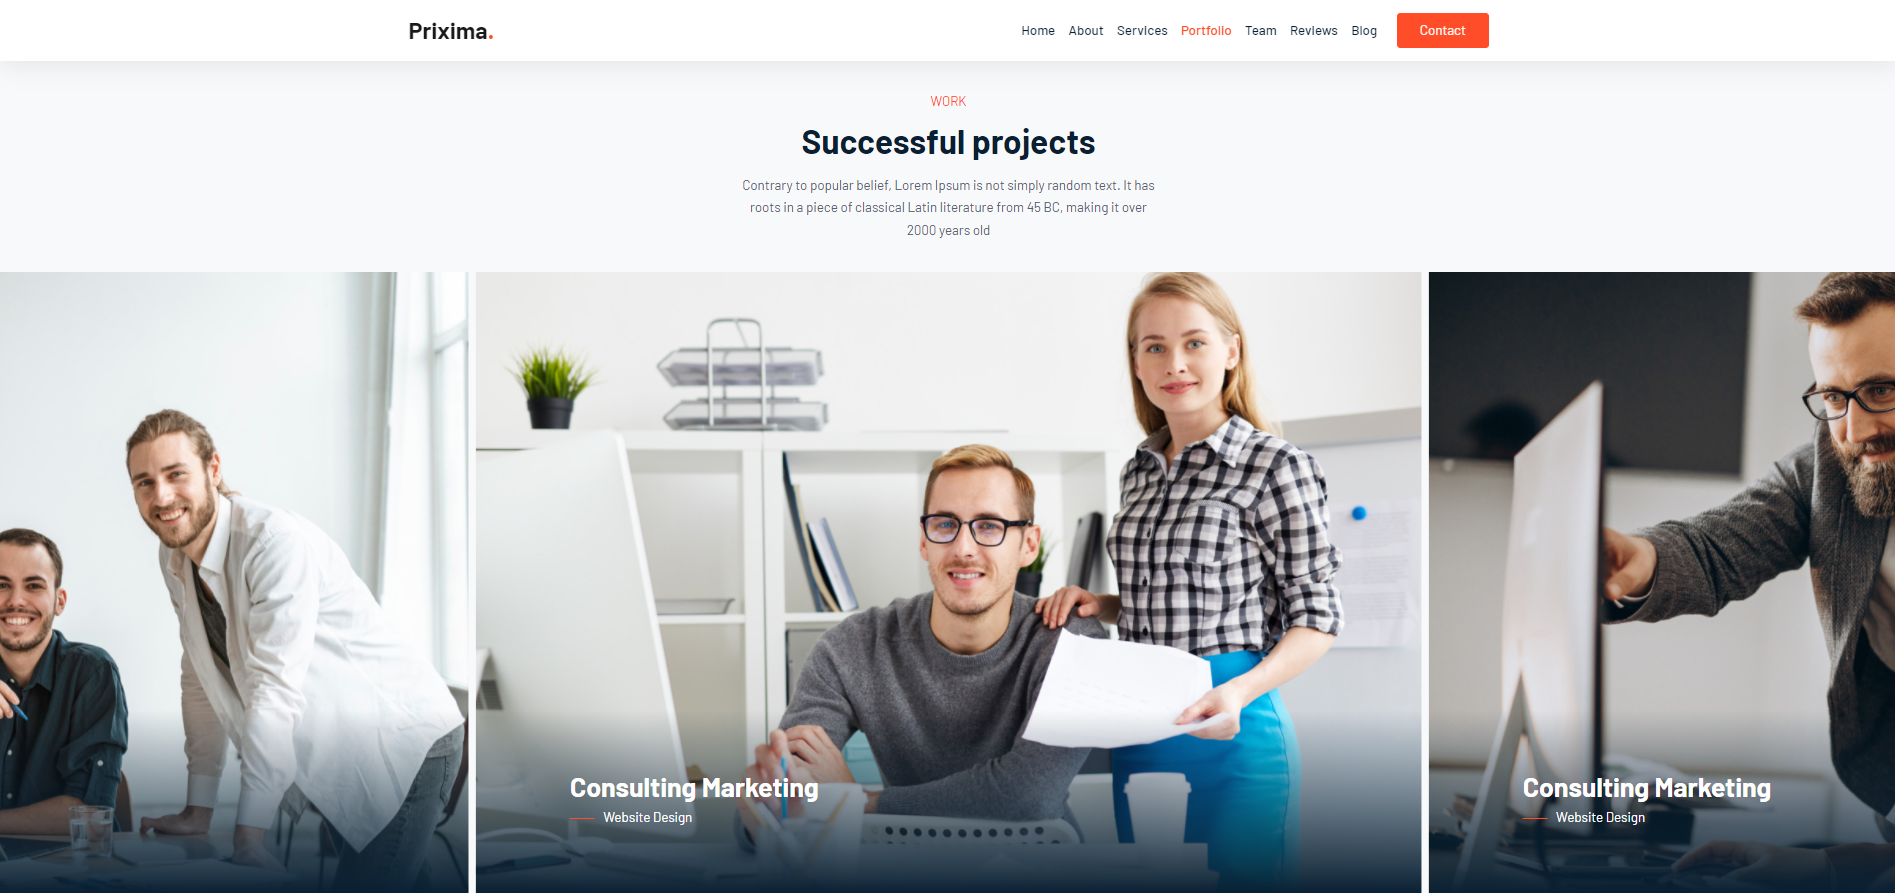 Prixima.
Home About Services Portfolio Team Reviews Blog Contact
WORK
Successful projects
Contrary to popular belief, Lorem Ipsum is not simply random text. It has
roots in a piece of classical Latin literature from 45 BC, making it over
2000 years old
Consulting Marketing
Website Design
Consulting Marketing
Website Design